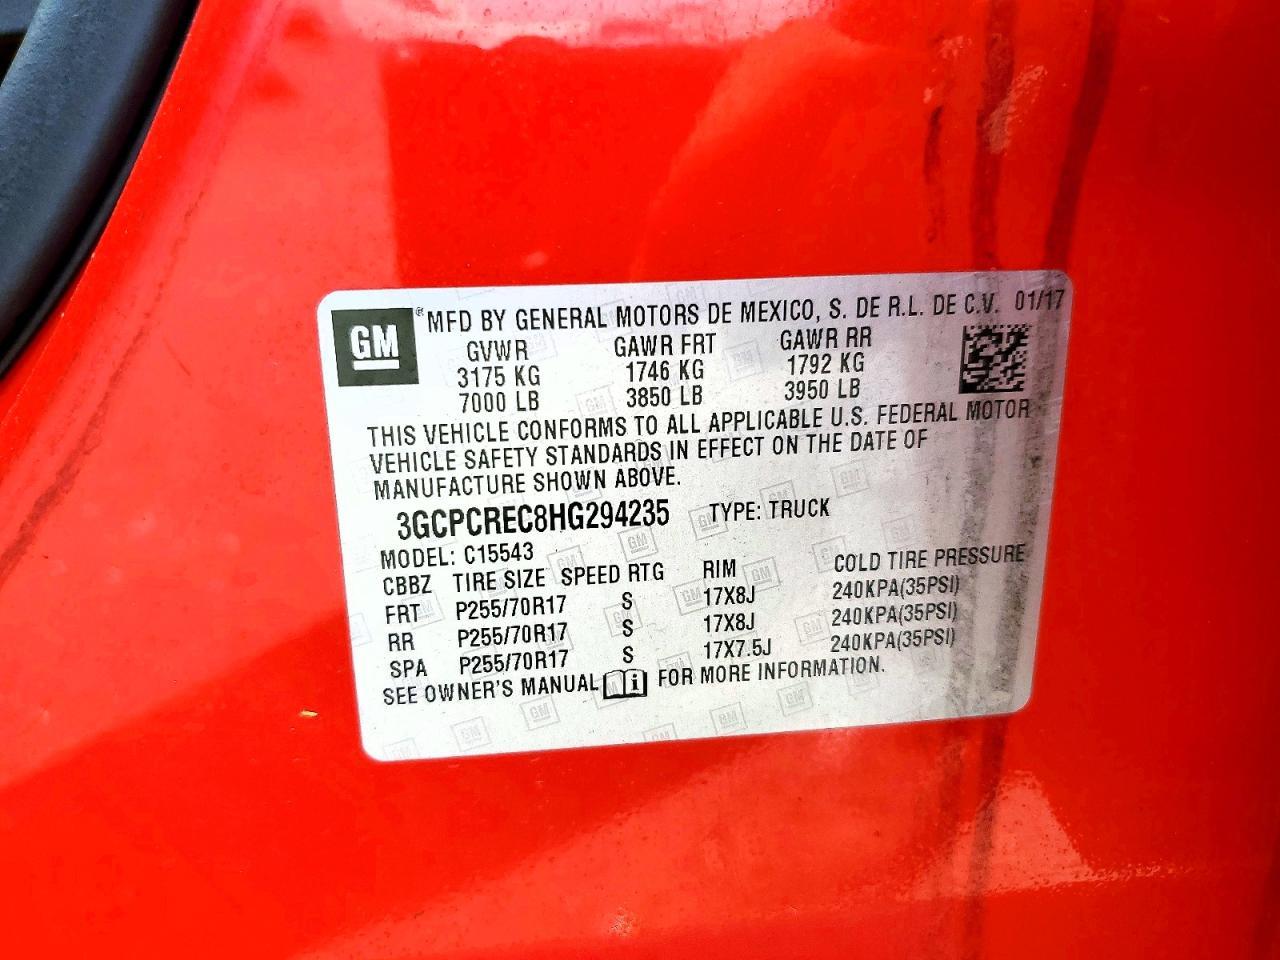 GM ® MFD BY GENERAL MOTORS DE MEXICO, S. DE R.L. DE C.V. 01/17
GVWR GAWR FRT GAWR RR
3175 KG 1746 KG 1792 KG
7000 LB 3850 LB 3950 LB
THIS VEHICLE CONFORMS TO ALL APPLICABLE U.S. FEDERAL MOTOR
VEHICLE SAFETY STANDARDS IN EFFECT ON THE DATE OF
MANUFACTURE SHOWN ABOVE.
3GCPCREC8HG294235 TYPE: TRUCK
MODEL: C15543
CBBZ TIRE SIZE SPEED RTG RIM COLD TIRE PRESSURE
FRT P255/70R17 S 17X8J 240KPA(35PSI)
RR P255/70R17 S 17X8J 240KPA(35PSI)
SPA P255/70R17 S 17X7.5J 240KPA(35PSI)
SEE OWNER'S MANUAL i FOR MORE INFORMATION.